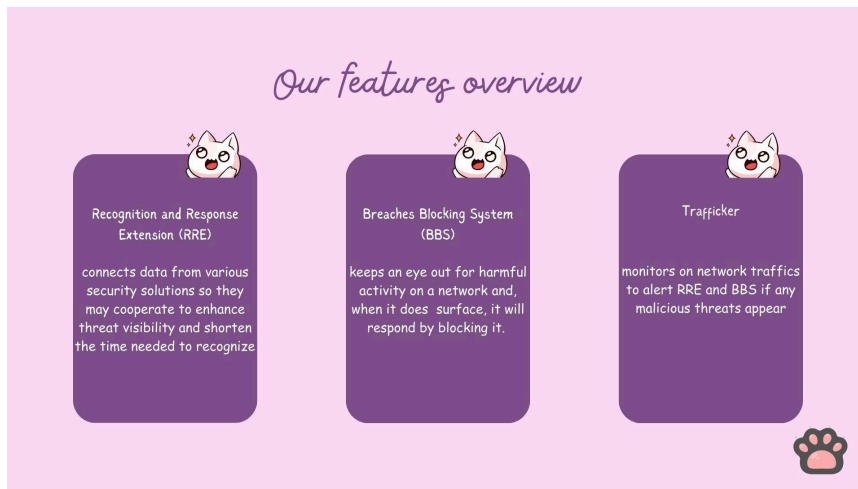 Our features overview
Recognition and Response
Extension (RRE)
connects data from various
security solutions so they
may cooperate to enhance
threat visibility and shorten
the time needed to recognize
Breaches Blocking System
(BBS)
keeps an eye out for harmful
activity on a network and,
when it does  surface, it will
respond by blocking it.
Trafficker
monitors on network traffics
to alert RRE and BBS if any
malicious threats appear